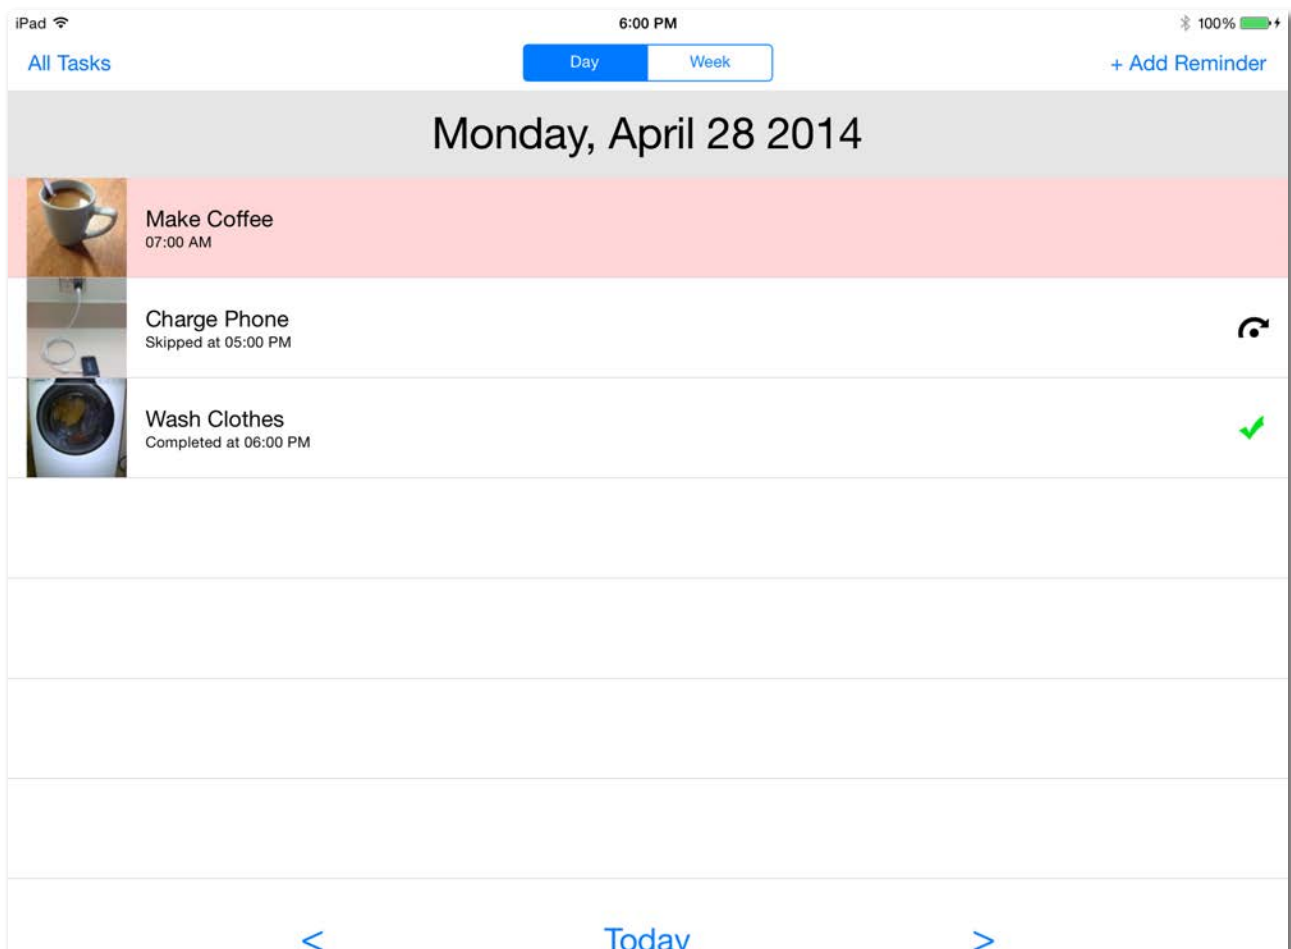 iPad
6:00 PM
100%
All Tasks
Day
Week
+ Add Reminder
Monday, April 28 2014
Make Coffee
07:00 AM
Charge Phone
Skipped at 05:00 PM
Wash Clothes
Completed at 06:00 PM
< Today >